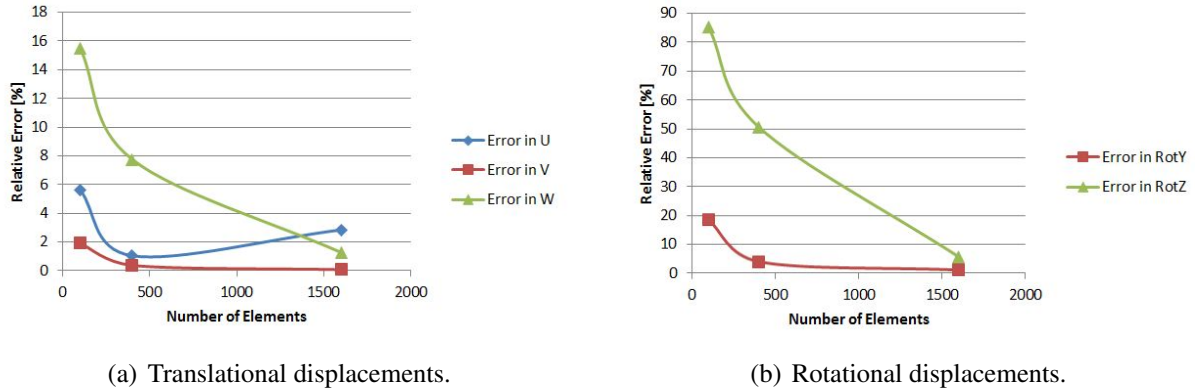 18
16
14
12
10
8
6
4
2
0
Relative Error [%]
0 500 1000 1500 2000
Number of Elements
Error in U
Error in V
Error in W
(a) Translational displacements.
90
80
70
60
50
40
30
20
10
0
Relative Error [%]
0 500 1000 1500 2000
Number of Elements
Error in RotY
Error in RotZ
(b) Rotational displacements.